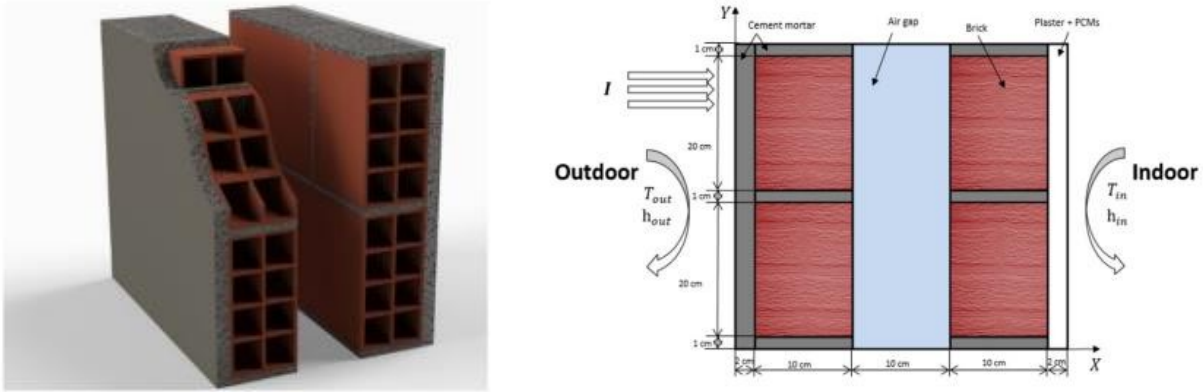 Y
Cement mortar
Air gap
Brick
Plaster + PCMs
1 cm
I
20 cm
Outdoor
Indoor
T_out
h_out
T_in
h_in
1 cm
20 cm
1 cm
2 cm
10 cm
10 cm
10 cm
2 cm
X